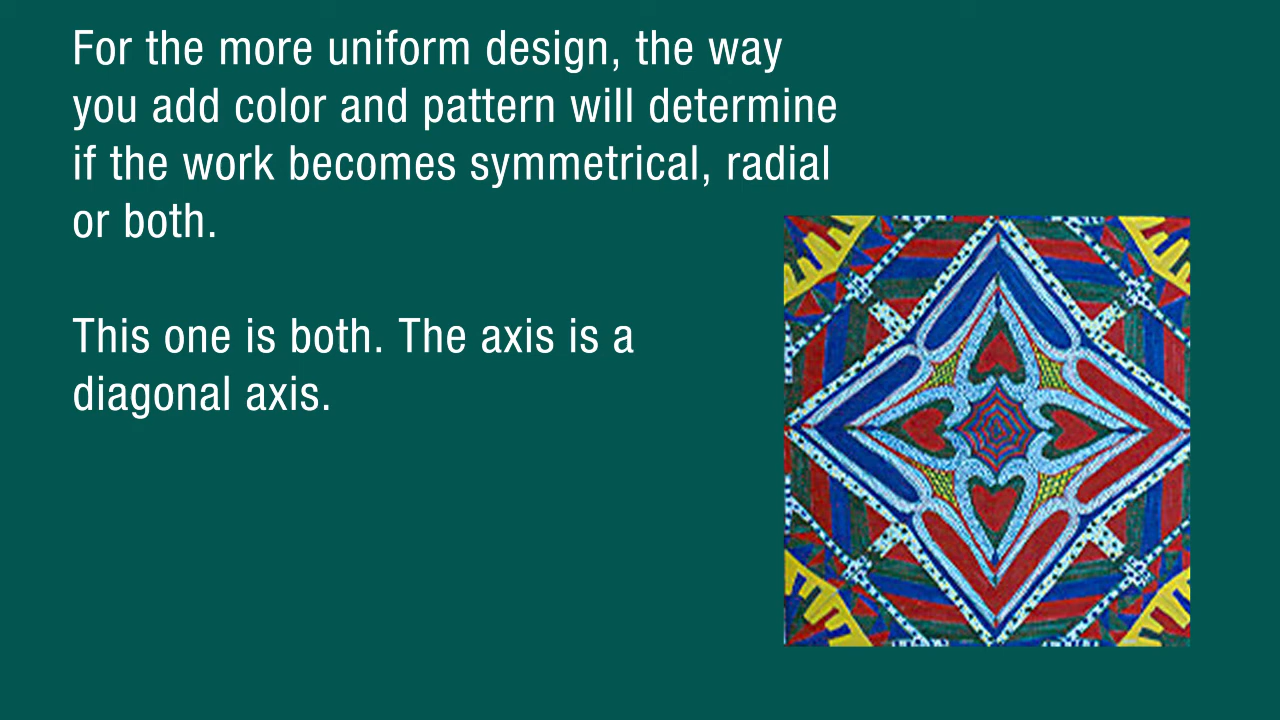 For the more uniform design, the way
you add color and pattern will determine
if the work becomes symmetrical, radial
or both.
This one is both. The axis is a
diagonal axis.